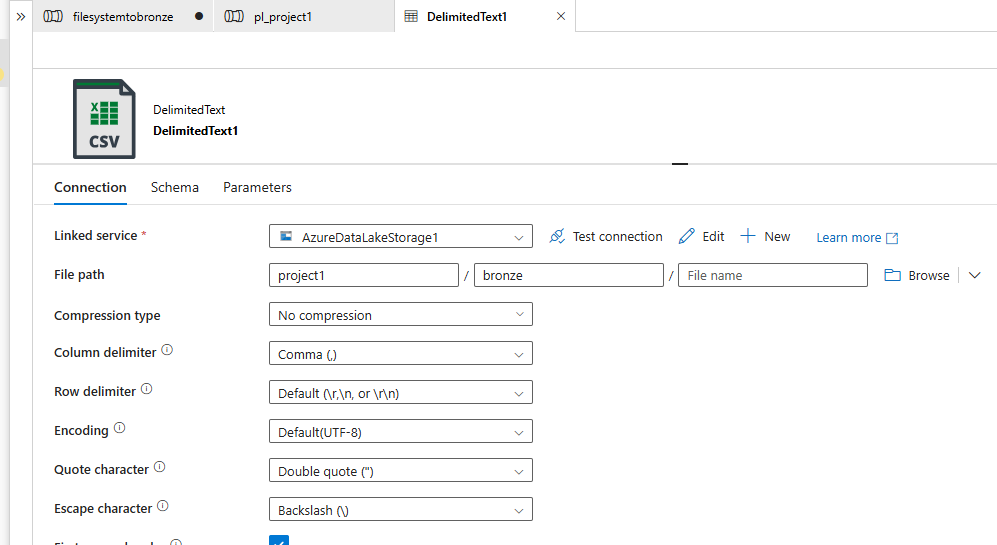 filesystemtobronze
pl_project1
DelimitedText1
X
CSV
DelimitedText
DelimitedText1
Connection Schema Parameters
Linked service * AzureDataLakeStorage1 Test connection Edit New Learn more
File path project1 / bronze / File name Browse
Compression type No compression
Column delimiter Comma (,)
Row delimiter Default (\r,\n, or \r\n)
Encoding Default(UTF-8)
Quote character Double quote (")
Escape character Backslash (\)